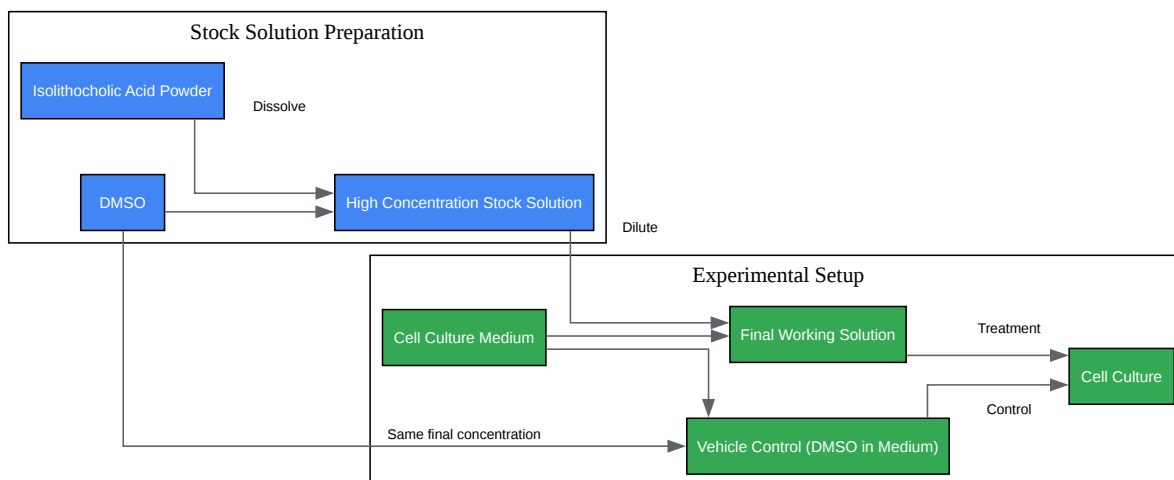 Stock Solution Preparation
Isolithocholic Acid Powder
Dissolve
DMSO
High Concentration Stock Solution
Dilute
Experimental Setup
Cell Culture Medium
Final Working Solution
Treatment
Cell Culture
Control
Same final concentration
Vehicle Control (DMSO in Medium)